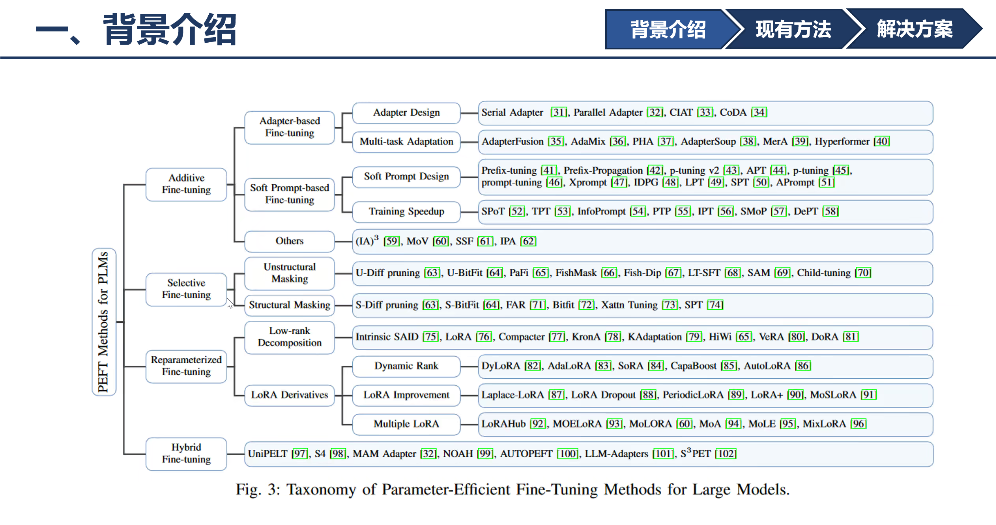 一、背景介绍
背景介绍
现有方法
解决方案
PEFT Methods for PLMs
Additive
Fine-tuning
Adapter-based
Fine-tuning
Adapter Design
Serial Adapter [31], Parallel Adapter [32], CIAT [33], CoDA [34]
Multi-task Adaptation
AdapterFusion [35], AdaMix [36], PHA [37], AdapterSoup [38], MerA [39], Hyperformer [40]
Soft Prompt-based
Fine-tuning
Soft Prompt Design
Prefix-tuning [41], Prefix-Propagation [42], p-tuning v2 [43], APT [44], p-tuning [45],
prompt-tuning [46], Xprompt [47], IDPG [48], LPT [49], SPT [50], APrompt [51]
Training Speedup
SPoT [52], TPT [53], InfoPrompt [54], PTP [55], IPT [56], SMoP [57], DePT [58]
Others
(IA)³ [59], MoV [60], SSF [61], IPA [62]
Selective
Fine-tuning
Unstructural
Masking
U-Diff pruning [63], U-BitFit [64], PaFi [65], FishMask [66], Fish-Dip [67], LT-SFT [68], SAM [69], Child-tuning [70]
Structural Masking
S-Diff pruning [63], S-BitFit [64], FAR [71], Bitfit [72], Xattn Tuning [73], SPT [74]
Reparameterized
Fine-tuning
Low-rank
Decomposition
Intrinsic SAID [75], LoRA [76], Compacter [77], KronA [78], KAdaptation [79], HiWi [65], VeRA [80], DoRA [81]
LoRA Derivatives
Dynamic Rank
DyLoRA [82], AdaLoRA [83], SoRA [84], CapaBoost [85], AutoLoRA [86]
LoRA Improvement
Laplace-LoRA [87], LoRA Dropout [88], PeriodicLoRA [89], LoRA+ [90], MoSLoRA [91]
Multiple LoRA
LoRAHub [92], MOELoRA [93], MoLORA [60], MoA [94], MoLE [95], MixLoRA [96]
Hybrid
Fine-tuning
UniPELT [97], S4 [98], MAM Adapter [32], NOAH [99], AUTOPEFT [100], LLM-Adapters [101], S³PET [102]
Fig. 3: Taxonomy of Parameter-Efficient Fine-Tuning Methods for Large Models.